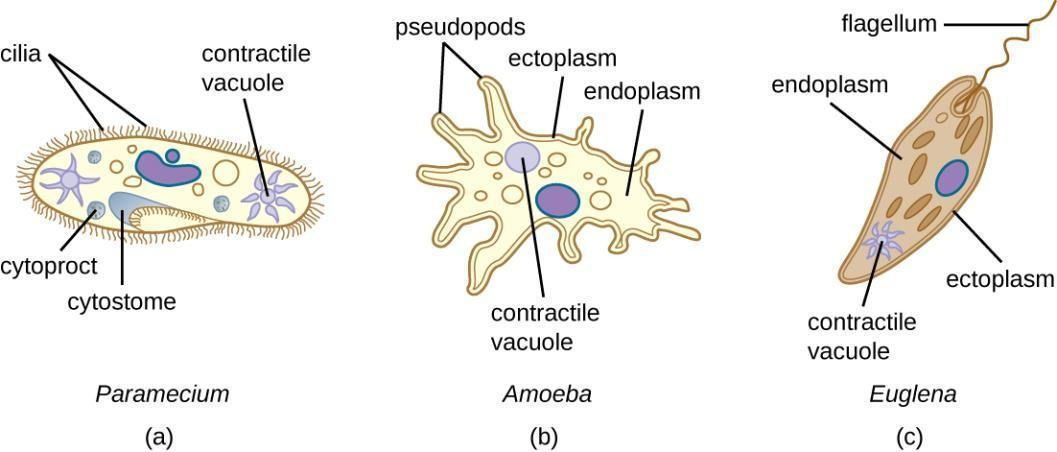 cilia
contractile
vacuole
cytoproct
cytostome
Paramecium
(a)
pseudopods
ectoplasm
endoplasm
contractile
vacuole
Amoeba
(b)
flagellum
endoplasm
ectoplasm
contractile
vacuole
Euglena
(c)